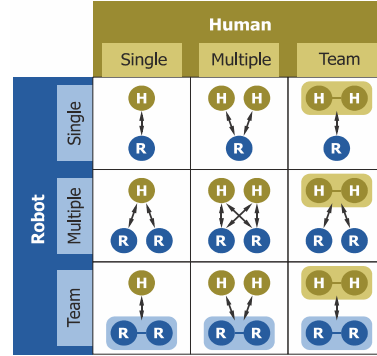 Human
Single Multiple Team
Robot
Single
H H H H H
R R R
Multiple
H H H H H
R R R R R R
Team
H H H H H
R R R R R R